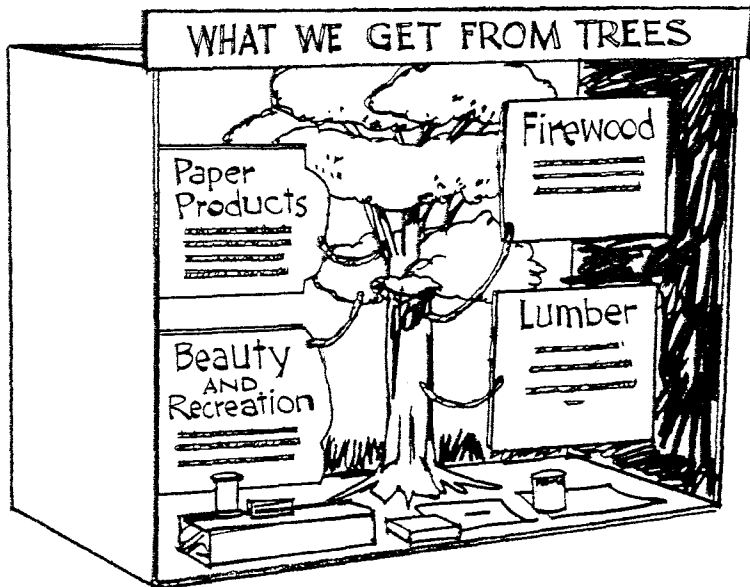 WHAT WE GET FROM TREES
Paper
Products
Firewood
Beauty
AND
Recreation
Lumber